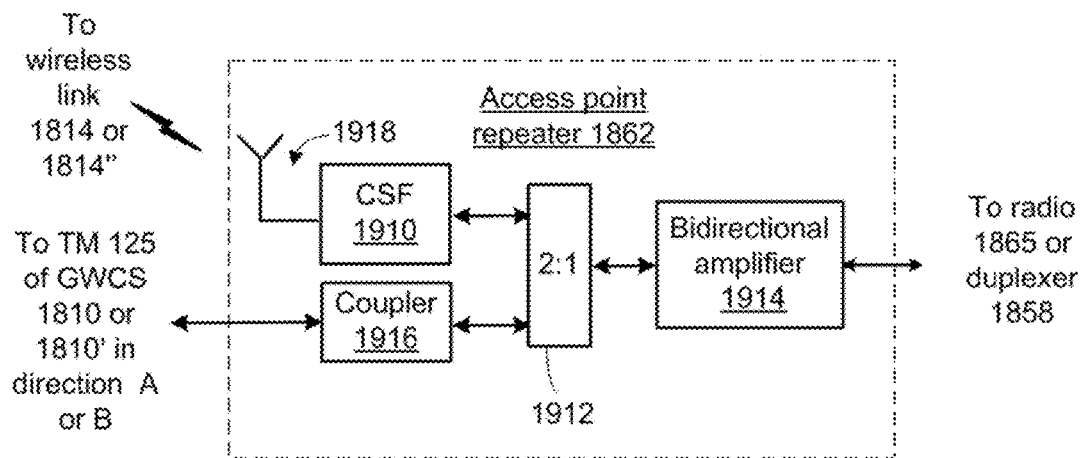 To
wireless
link
1814 or
1814"
1918
Access point
repeater 1862
CSF
1910
To TM 125
of GWCS
1810 or
1810' in
direction A
or B
Coupler
1916
2:1
1912
Bidirectional
amplifier
1914
To radio
1865 or
duplexer
1858